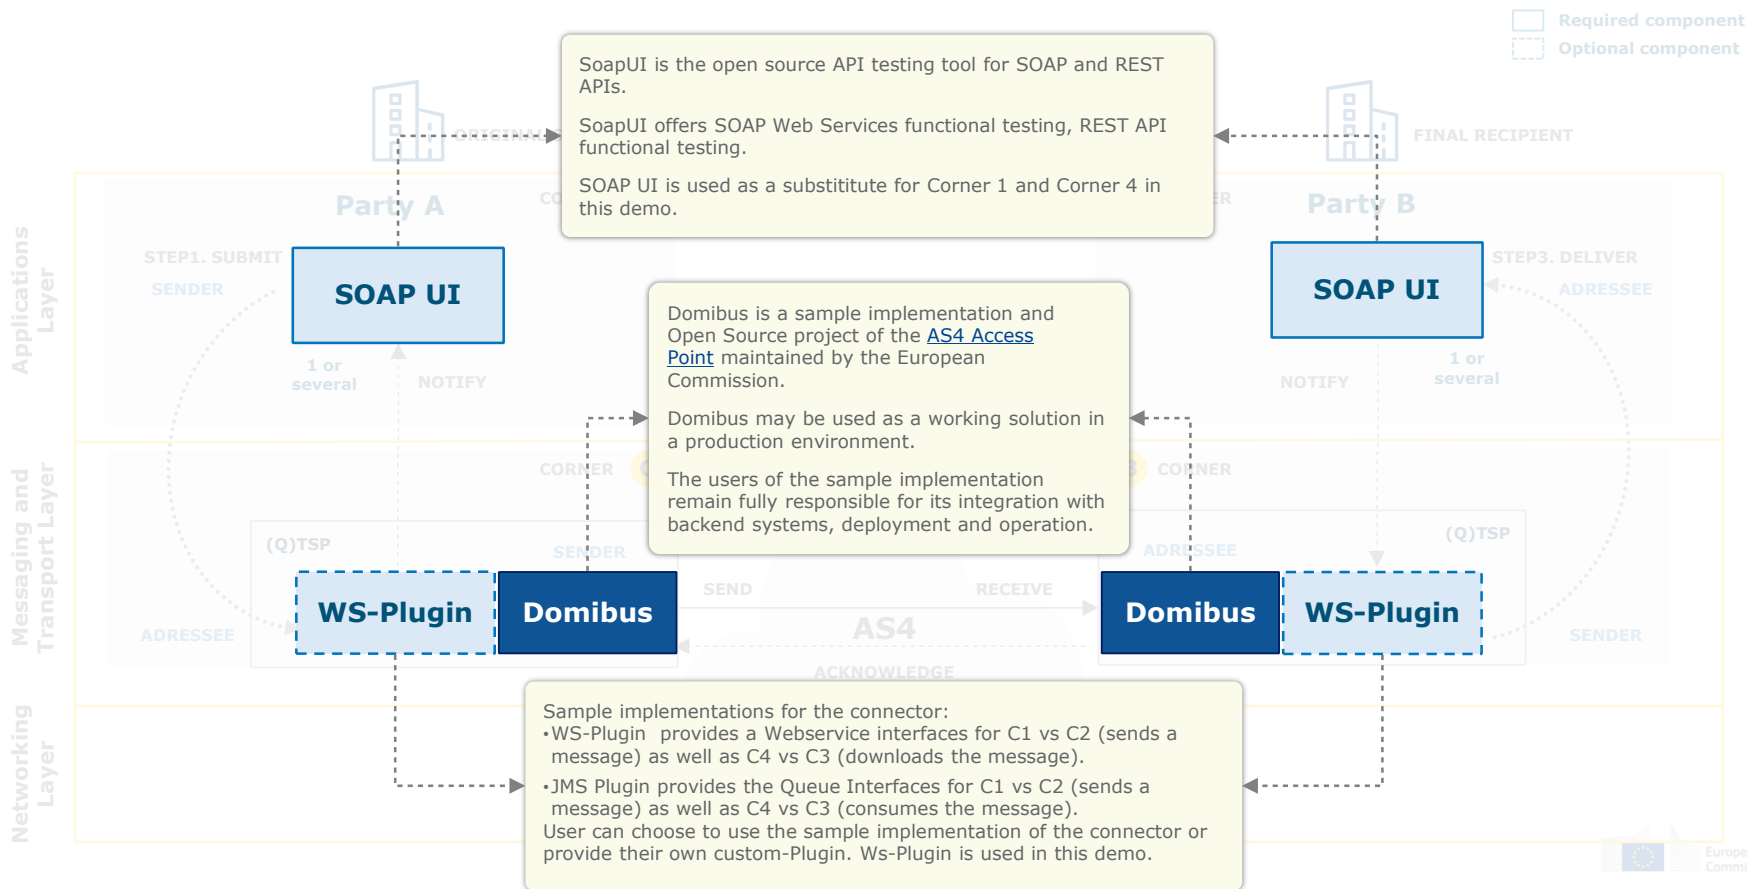 Required component
Optional component
SoapUI is the open source API testing tool for SOAP and REST
APIs.
SoapUI offers SOAP Web Services functional testing, REST API
functional testing.
SOAP UI is used as a substititute for Corner 1 and Corner 4 in
this demo.
FINAL RECIPIENT
Party A
Party B
STEP1. SUBMIT
SENDER
SOAP UI
SOAP UI
STEP3. DELIVER
ADRESSEE
Applications
Layer
1 or
several
NOTIFY
Domibus is a sample implementation and
Open Source project of the AS4 Access
Point maintained by the European
Commission.
Domibus may be used as a working solution in
a production environment.
The users of the sample implementation
remain fully responsible for its integration with
backend systems, deployment and operation.
NOTIFY
1 or
several
Messaging and
Transport Layer
CORNER
CORNER
(Q)TSP
SENDER
ADRESSEE
(Q)TSP
WS-Plugin
Domibus
SEND
RECEIVE
Domibus
WS-Plugin
ADRESSEE
AS4
SENDER
ACKNOWLEDGE
Networking
Layer
Sample implementations for the connector:
•WS-Plugin provides a Webservice interfaces for C1 vs C2 (sends a
message) as well as C4 vs C3 (downloads the message).
•JMS Plugin provides the Queue Interfaces for C1 vs C2 (sends a
message) as well as C4 vs C3 (consumes the message).
User can choose to use the sample implementation of the connector or
provide their own custom-Plugin. Ws-Plugin is used in this demo.